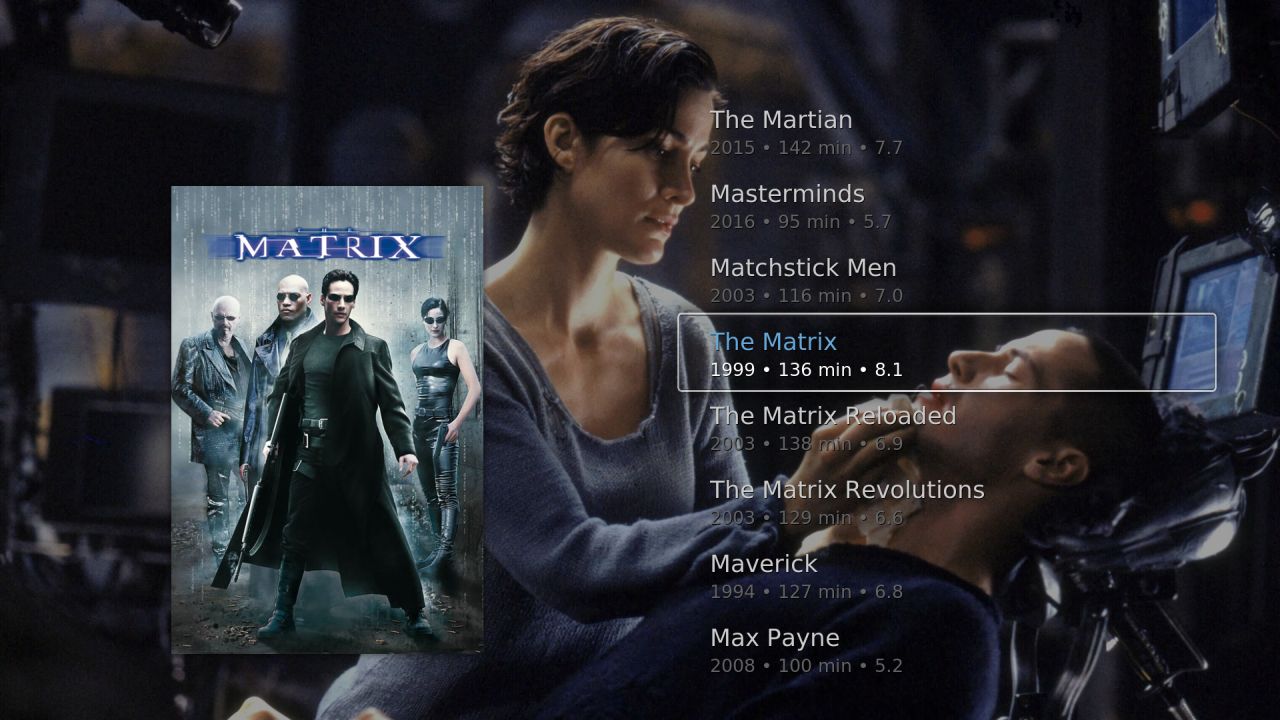 THE
MATRIX
The Martian
2015 • 142 min • 7.7
Masterminds
2016 • 95 min • 5.7
Matchstick Men
2003 • 116 min • 7.0
The Matrix
1999 • 136 min • 8.1
The Matrix Reloaded
2003 • 138 min • 6.9
The Matrix Revolutions
2003 • 129 min • 6.6
Maverick
1994 • 127 min • 6.8
Max Payne
2008 • 100 min • 5.2